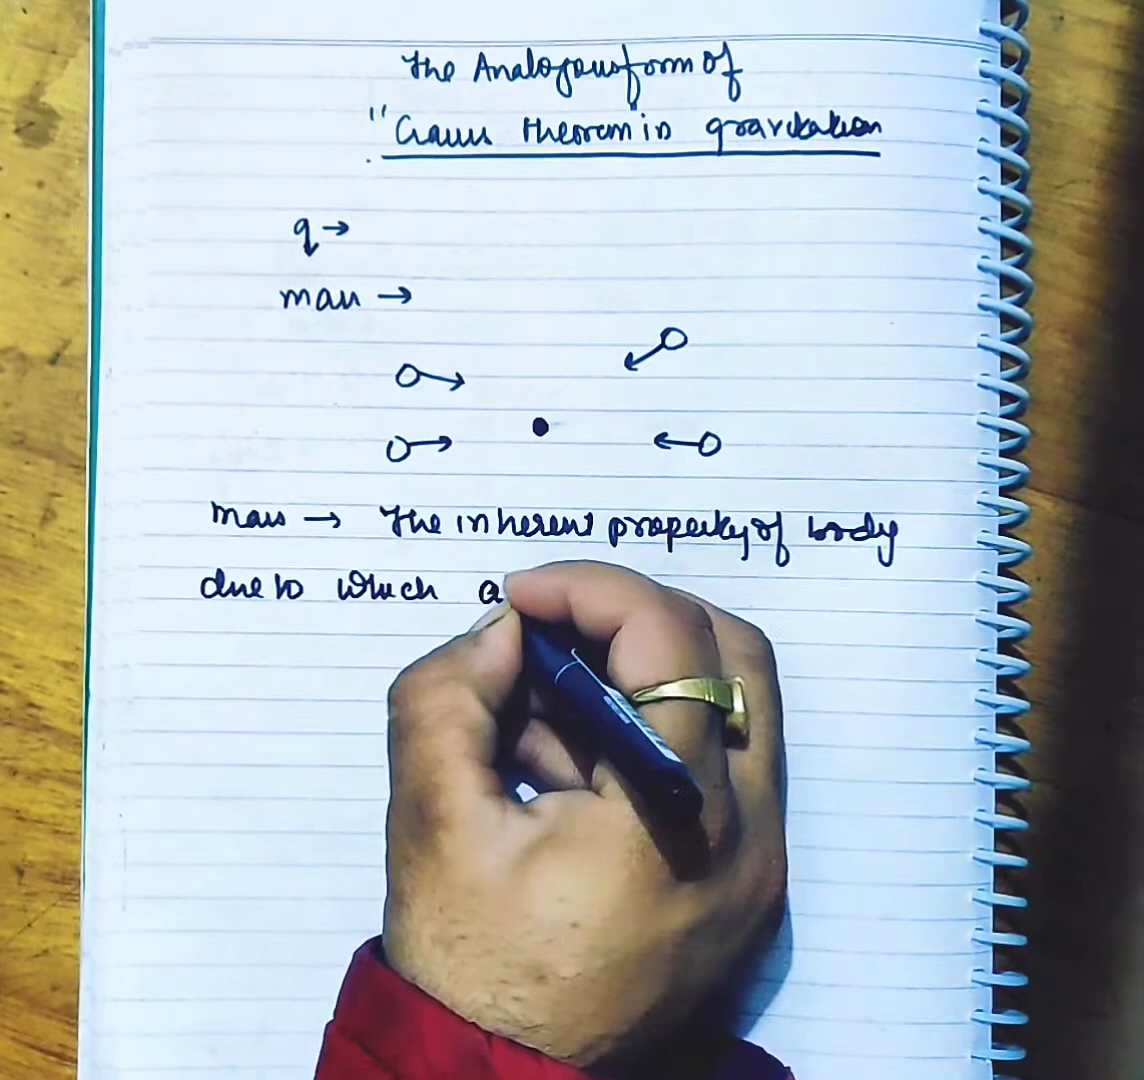 The Analogous form of
"Gauss theorem in gravitation
q →
mass →
mass → The inherent property of body
due to which a